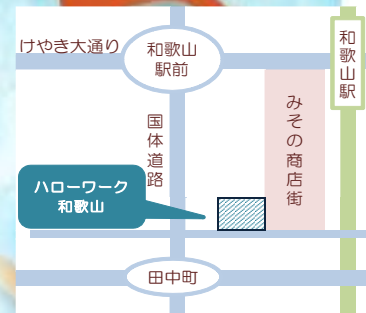 けやき大通り
和歌山
駅前
和歌山駅
みその商店街
国体道路
ハローワーク
和歌山
田中町